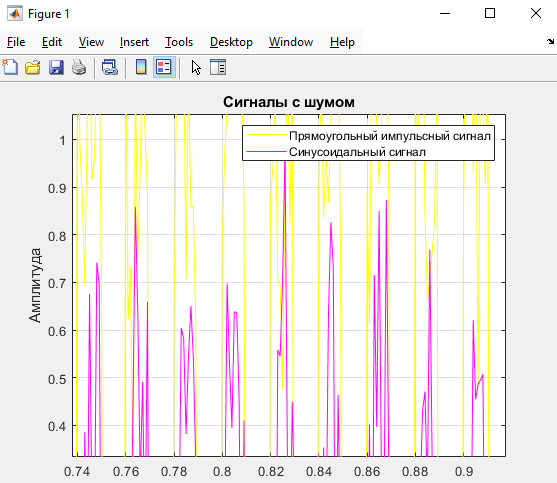 Figure 1
File Edit View Insert Tools Desktop Window Help
Сигналы с шумом
Прямоугольный импульсный сигнал
Синусоидальный сигнал
Амплитуда
1
0.9
0.8
0.7
0.6
0.5
0.4
0.74 0.76 0.78 0.8 0.82 0.84 0.86 0.88 0.9